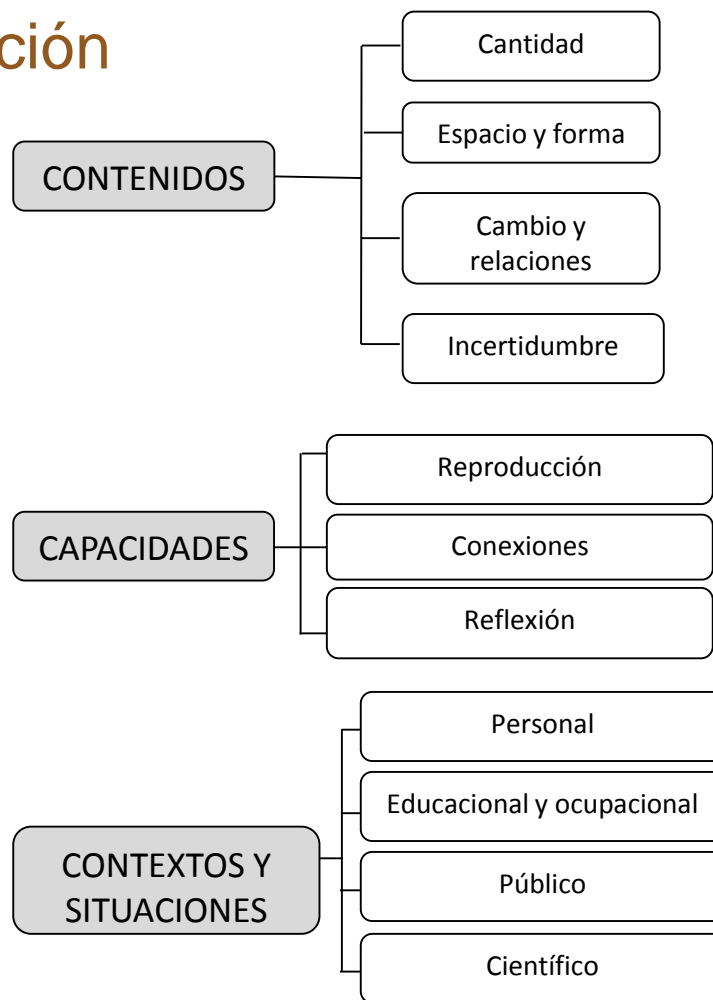 ción
CONTENIDOS
Cantidad
Espacio y forma
Cambio y
relaciones
Incertidumbre
CAPACIDADES
Reproducción
Conexiones
Reflexión
CONTEXTOS Y
SITUACIONES
Personal
Educacional y ocupacional
Público
Científico